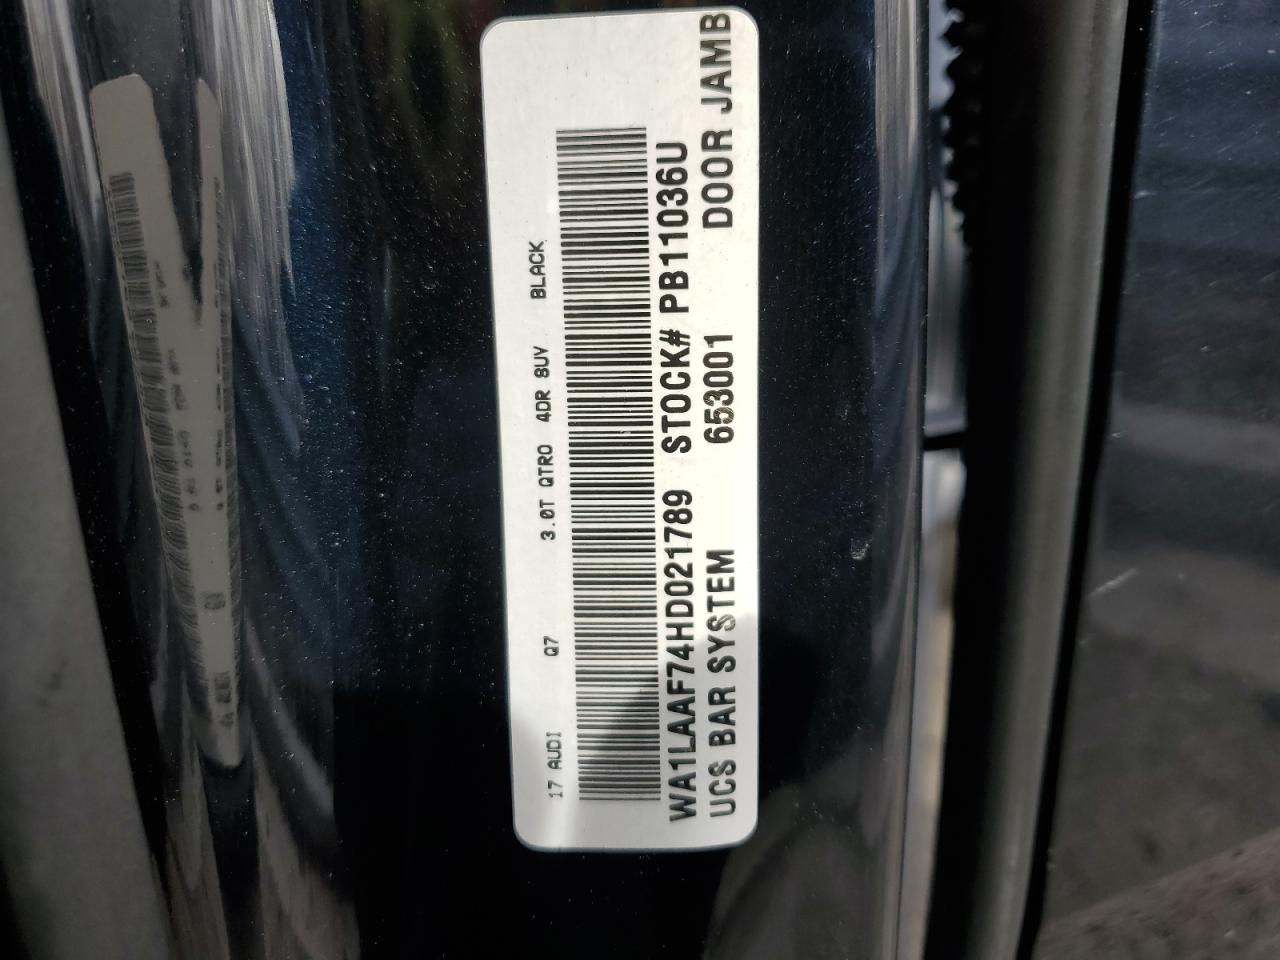 17 AUDI Q7 3.0T QTRO 4DR SUV BLACK
WA1LAAF74HD021789 STOCK# PB11036U
UCS BAR SYSTEM 653001 DOOR JAMB